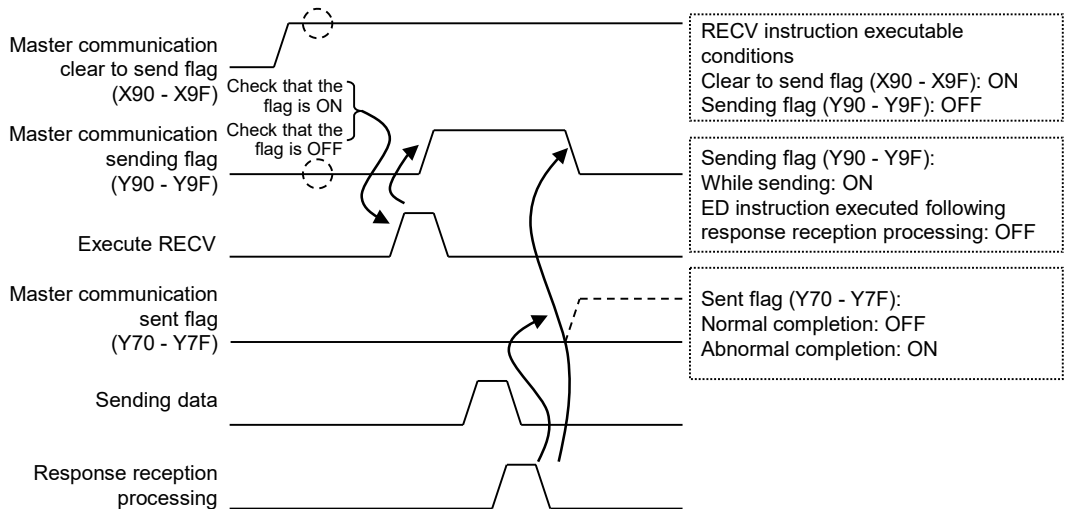 Master communication
clear to send flag
(X90 - X9F)
Check that the
flag is ON
Check that the
flag is OFF
Master communication
sending flag
(Y90 - Y9F)
Execute RECV
Master communication
sent flag
(Y70 - Y7F)
Sending data
Response reception
processing
RECV instruction executable
conditions
Clear to send flag (X90 - X9F): ON
Sending flag (Y90 - Y9F): OFF
Sending flag (Y90 - Y9F):
While sending: ON
ED instruction executed following
response reception processing: OFF
Sent flag (Y70 - Y7F):
Normal completion: OFF
Abnormal completion: ON